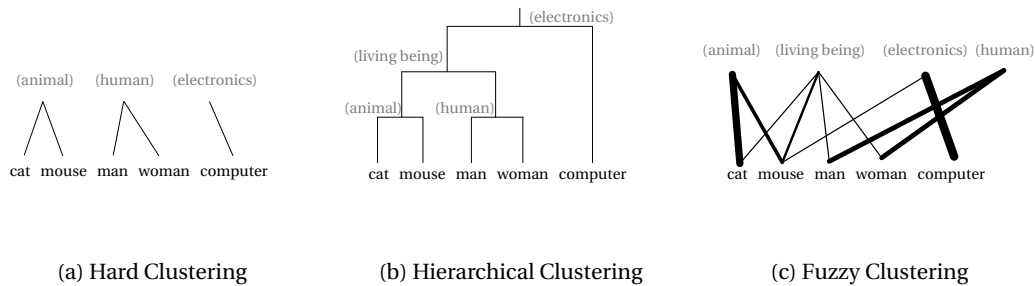 (animal) (human) (electronics)
cat mouse man woman computer
(a) Hard Clustering
(electronics)
(living being)
(animal) (human)
cat mouse man woman computer
(b) Hierarchical Clustering
(animal) (living being) (electronics) (human)
cat mouse man woman computer
(c) Fuzzy Clustering